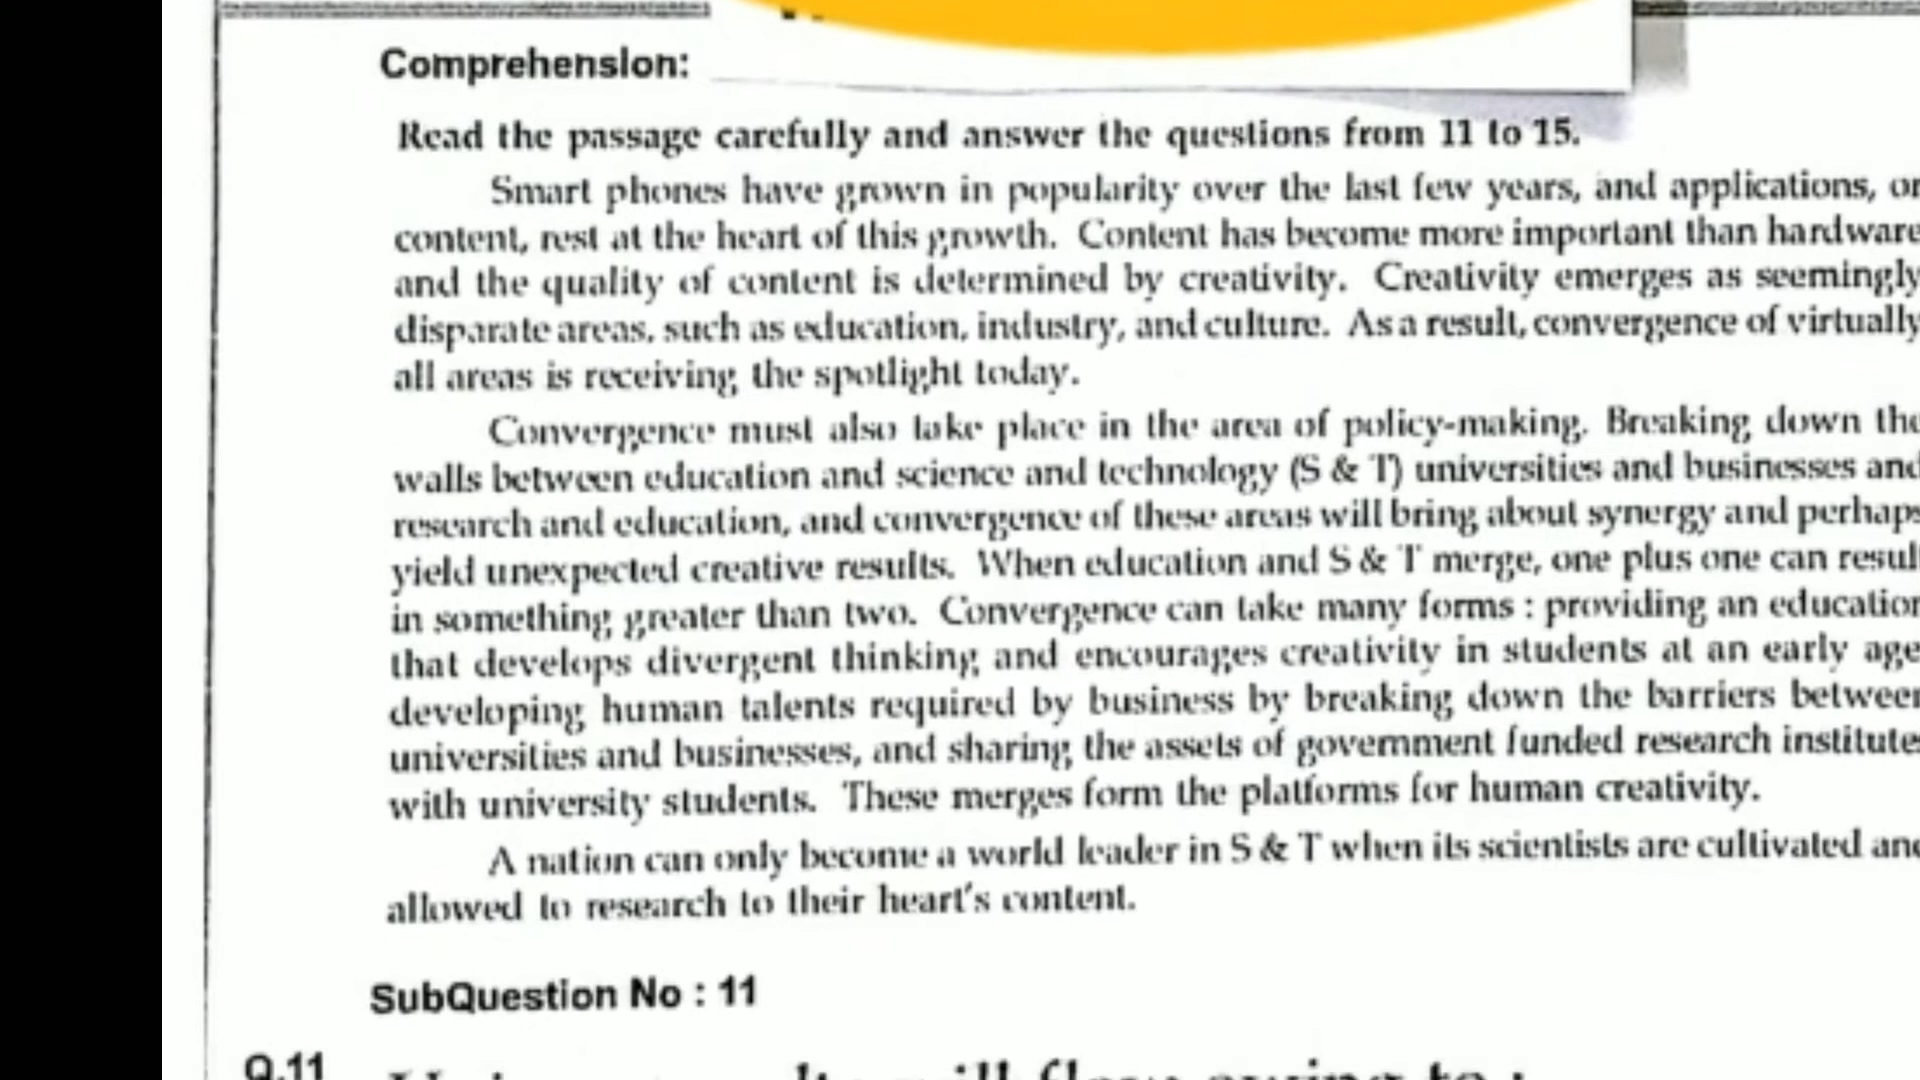 Comprehension:
Read the passage carefully and answer the questions from 11 to 15.
Smart phones have grown in popularity over the last few years, and applications, or
content, rest at the heart of this growth. Content has become more important than hardware
and the quality of content is determined by creativity. Creativity emerges as seemingly
disparate areas, such as education, industry, and culture. As a result, convergence of virtually
all areas is receiving the spotlight today.
Convergence must also take place in the area of policy-making. Breaking down the
walls between education and science and technology (S & T) universities and businesses and
research and education, and convergence of these areas will bring about synergy and perhaps
yield unexpected creative results. When education and S & T merge, one plus one can result
in something greater than two. Convergence can take many forms : providing an education
that develops divergent thinking and encourages creativity in students at an early age
developing human talents required by business by breaking down the barriers between
universities and businesses, and sharing the assets of government funded research institutes
with university students. These merges form the platforms for human creativity.
A nation can only become a world leader in S & T when its scientists are cultivated and
allowed to research to their heart's content.
SubQuestion No : 11
Q.11 will flow owing to :